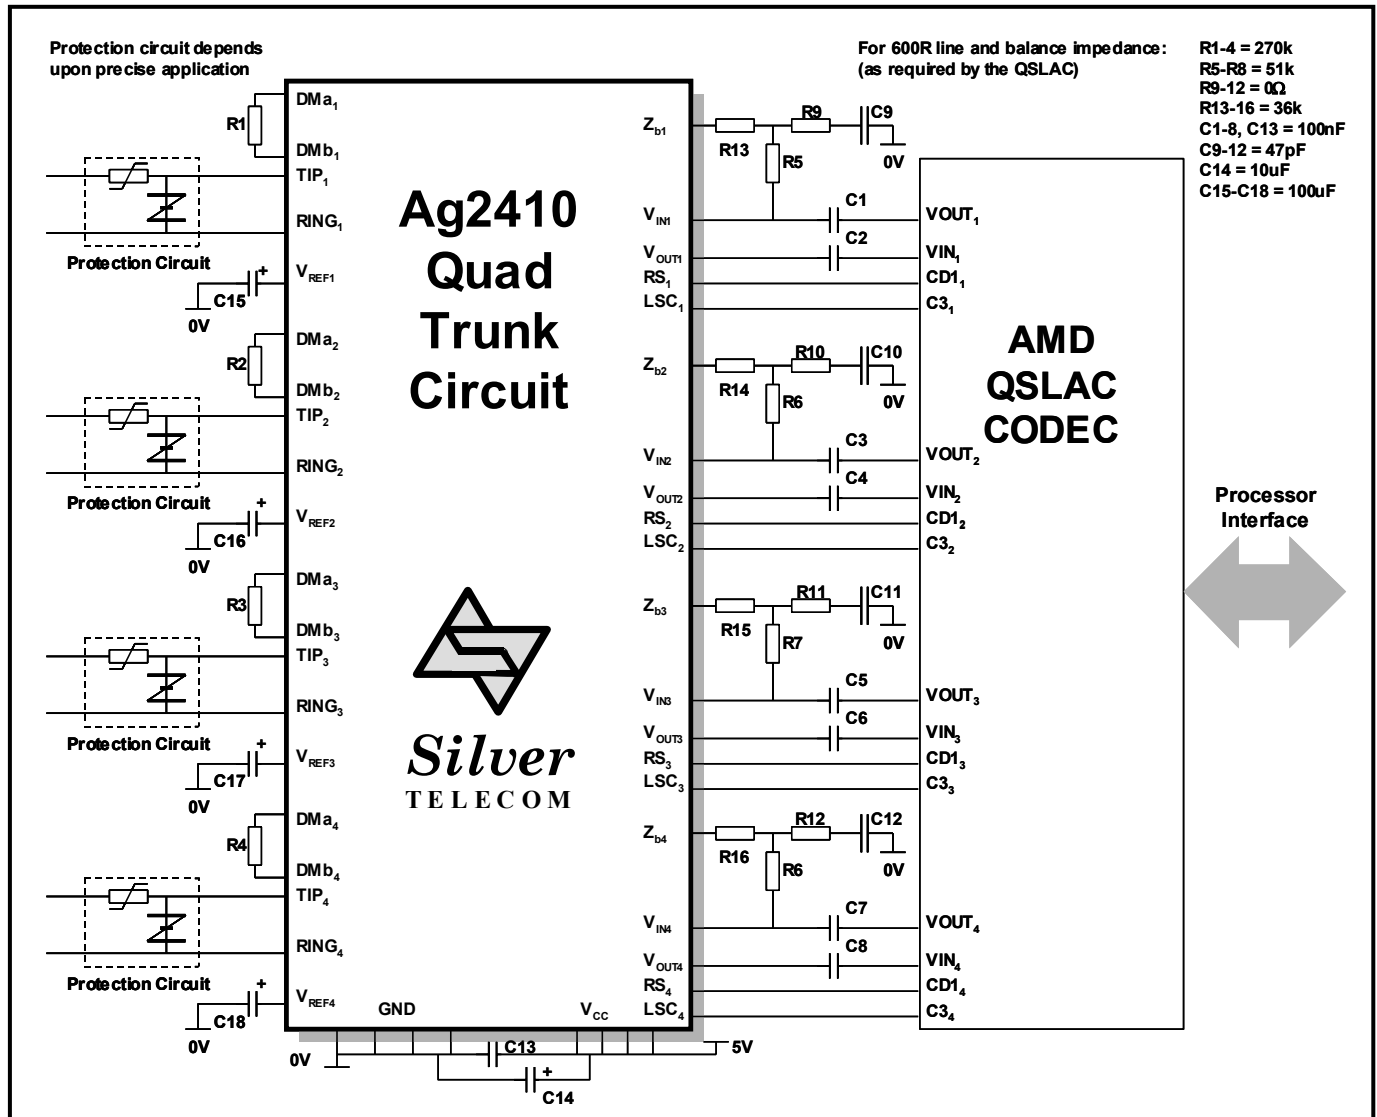 Protection circuit depends
upon precise application
For 600R line and balance impedance:
(as required by the QSLAC)
R1-4 = 270k
R5-R8 = 51k
R9-12 = 0Ω
R13-16 = 36k
C1-8, C13 = 100nF
C9-12 = 47pF
C14 = 10uF
C15-C18 = 100uF
Ag2410
Quad
Trunk
Circuit
Silver
TELECOM
AMD
QSLAC
CODEC
Processor
Interface
R1
DMa1
DMb1
TIP1
RING1
Protection Circuit
VREF1
+
C15
0V
R2
DMa2
DMb2
TIP2
RING2
Protection Circuit
VREF2
+
C16
0V
R3
DMa3
DMb3
TIP3
RING3
Protection Circuit
VREF3
+
C17
0V
R4
DMa4
DMb4
TIP4
RING4
Protection Circuit
VREF4
+
C18
0V
Zb1
R13
R9
C9
0V
R5
VIN1
C1
VOUT1
VOUT1
C2
VIN1
RS1
CD11
LSC1
C31
Zb2
R14
R10
C10
0V
R6
VIN2
C3
VOUT2
VOUT2
C4
VIN2
RS2
CD12
LSC2
C32
Zb3
R15
R11
C11
0V
R7
VIN3
C5
VOUT3
VOUT3
C6
VIN3
RS3
CD13
LSC3
C33
Zb4
R16
R12
C12
0V
R6
VIN4
C7
VOUT4
VOUT4
C8
VIN4
RS4
CD14
LSC4
C34
GND
VCC
0V
C13
5V
+
C14